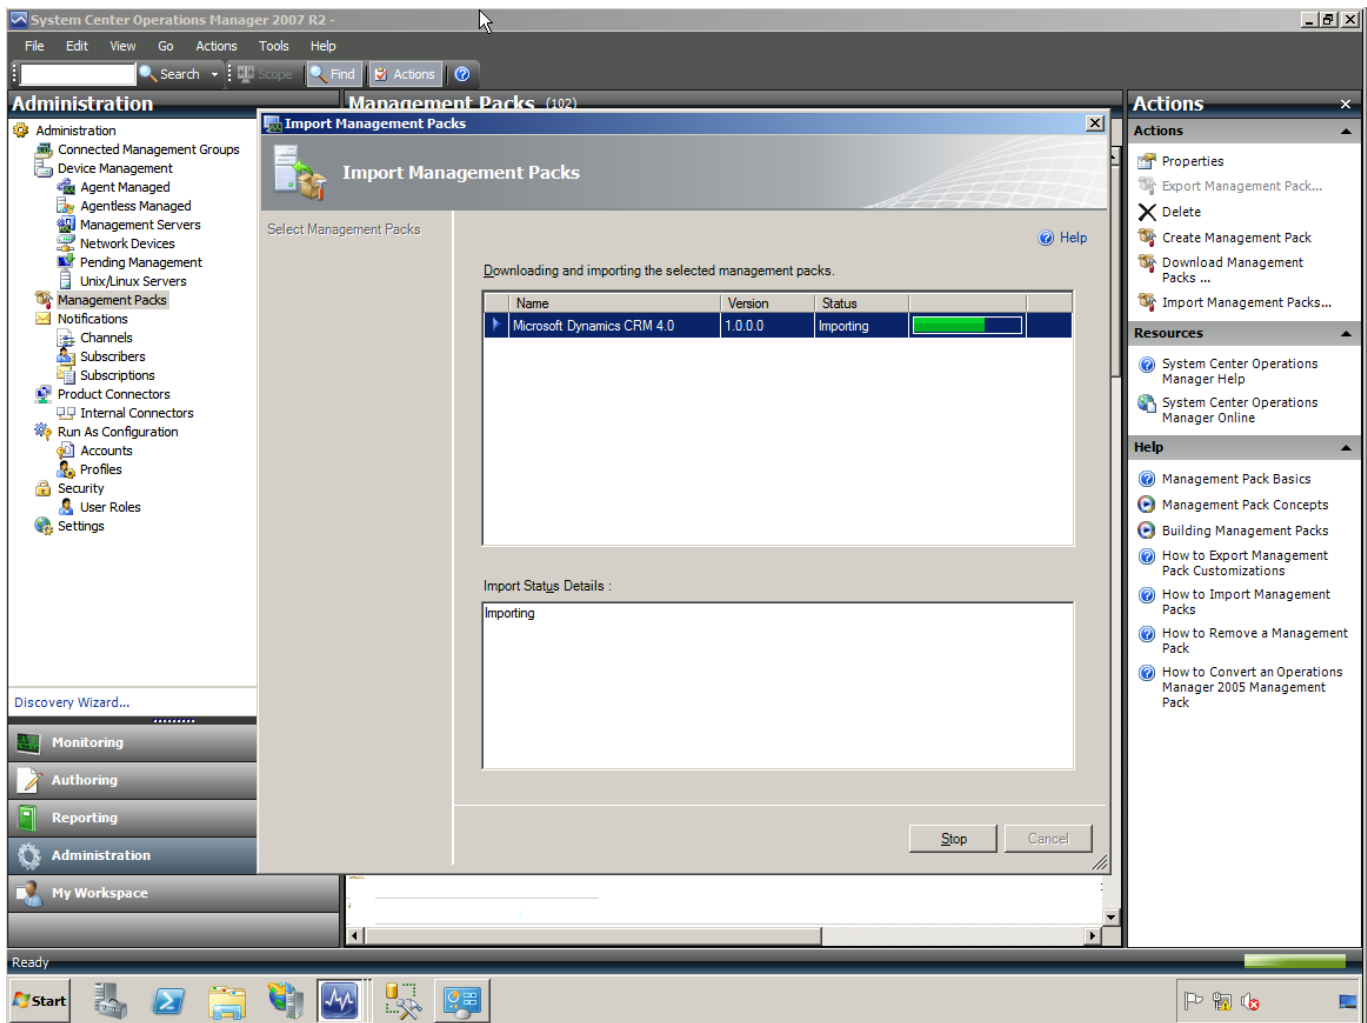 System Center Operations Manager 2007 R2 -
File Edit View Go Actions Tools Help
Search Scope Find Actions
Administration
Administration
Connected Management Groups
Device Management
Agent Managed
Agentless Managed
Management Servers
Network Devices
Pending Management
Unix/Linux Servers
Management Packs
Notifications
Channels
Subscribers
Subscriptions
Product Connectors
Internal Connectors
Run As Configuration
Accounts
Profiles
Security
User Roles
Settings
Discovery Wizard...
Monitoring
Authoring
Reporting
Administration
My Workspace
Management Packs (102)
Import Management Packs
Import Management Packs
Select Management Packs
Help
Downloading and importing the selected management packs.
Name Version Status
Microsoft Dynamics CRM 4.0 1.0.0.0 Importing
Import Status Details :
Importing
Stop Cancel
Actions
Actions
Properties
Export Management Pack...
Delete
Create Management Pack
Download Management
Packs ...
Import Management Packs...
Resources
System Center Operations
Manager Help
System Center Operations
Manager Online
Help
Management Pack Basics
Management Pack Concepts
Building Management Packs
How to Export Management
Pack Customizations
How to Import Management
Packs
How to Remove a Management
Pack
How to Convert an Operations
Manager 2005 Management
Pack
Ready
Start